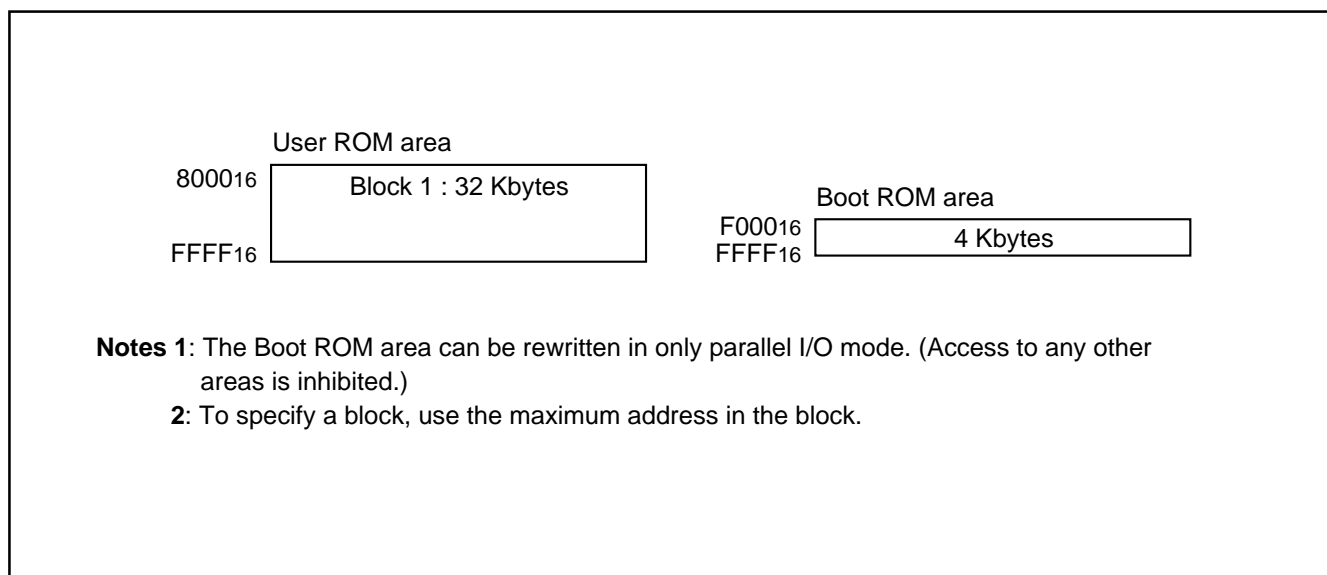 User ROM area
800016
Block 1 : 32 Kbytes
FFFF16
Boot ROM area
F00016
4 Kbytes
FFFF16
Notes 1: The Boot ROM area can be rewritten in only parallel I/O mode. (Access to any other
areas is inhibited.)
2: To specify a block, use the maximum address in the block.